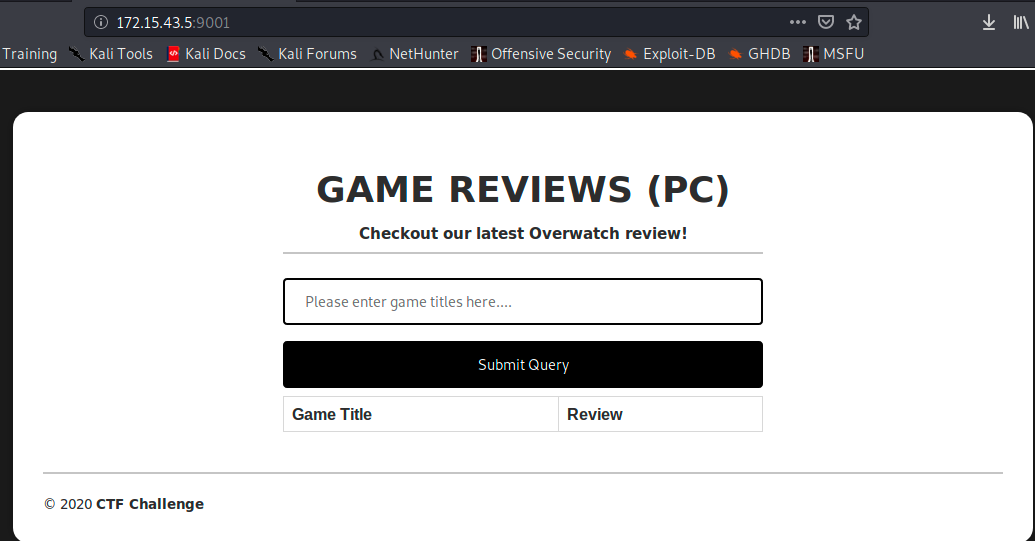 172.15.43.5:9001
Training Kali Tools Kali Docs Kali Forums NetHunter Offensive Security Exploit-DB GHDB MSFU
GAME REVIEWS (PC)
Checkout our latest Overwatch review!
Please enter game titles here....
Submit Query
Game Title Review
© 2020 CTF Challenge